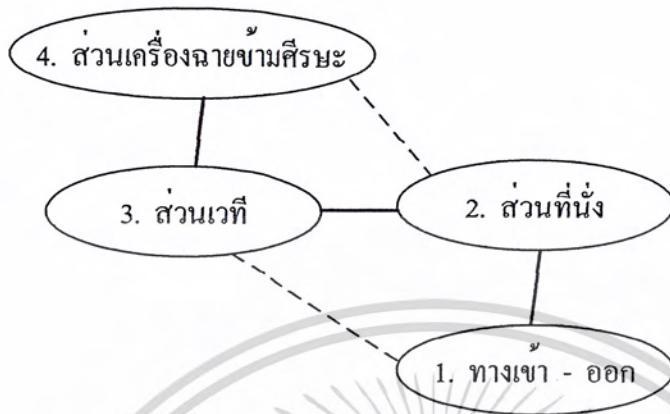 4. ส่วนเครื่องฉายข้ามศีรษะ
3. ส่วนเวที
2. ส่วนที่นั่ง
1. ทางเข้า - ออก